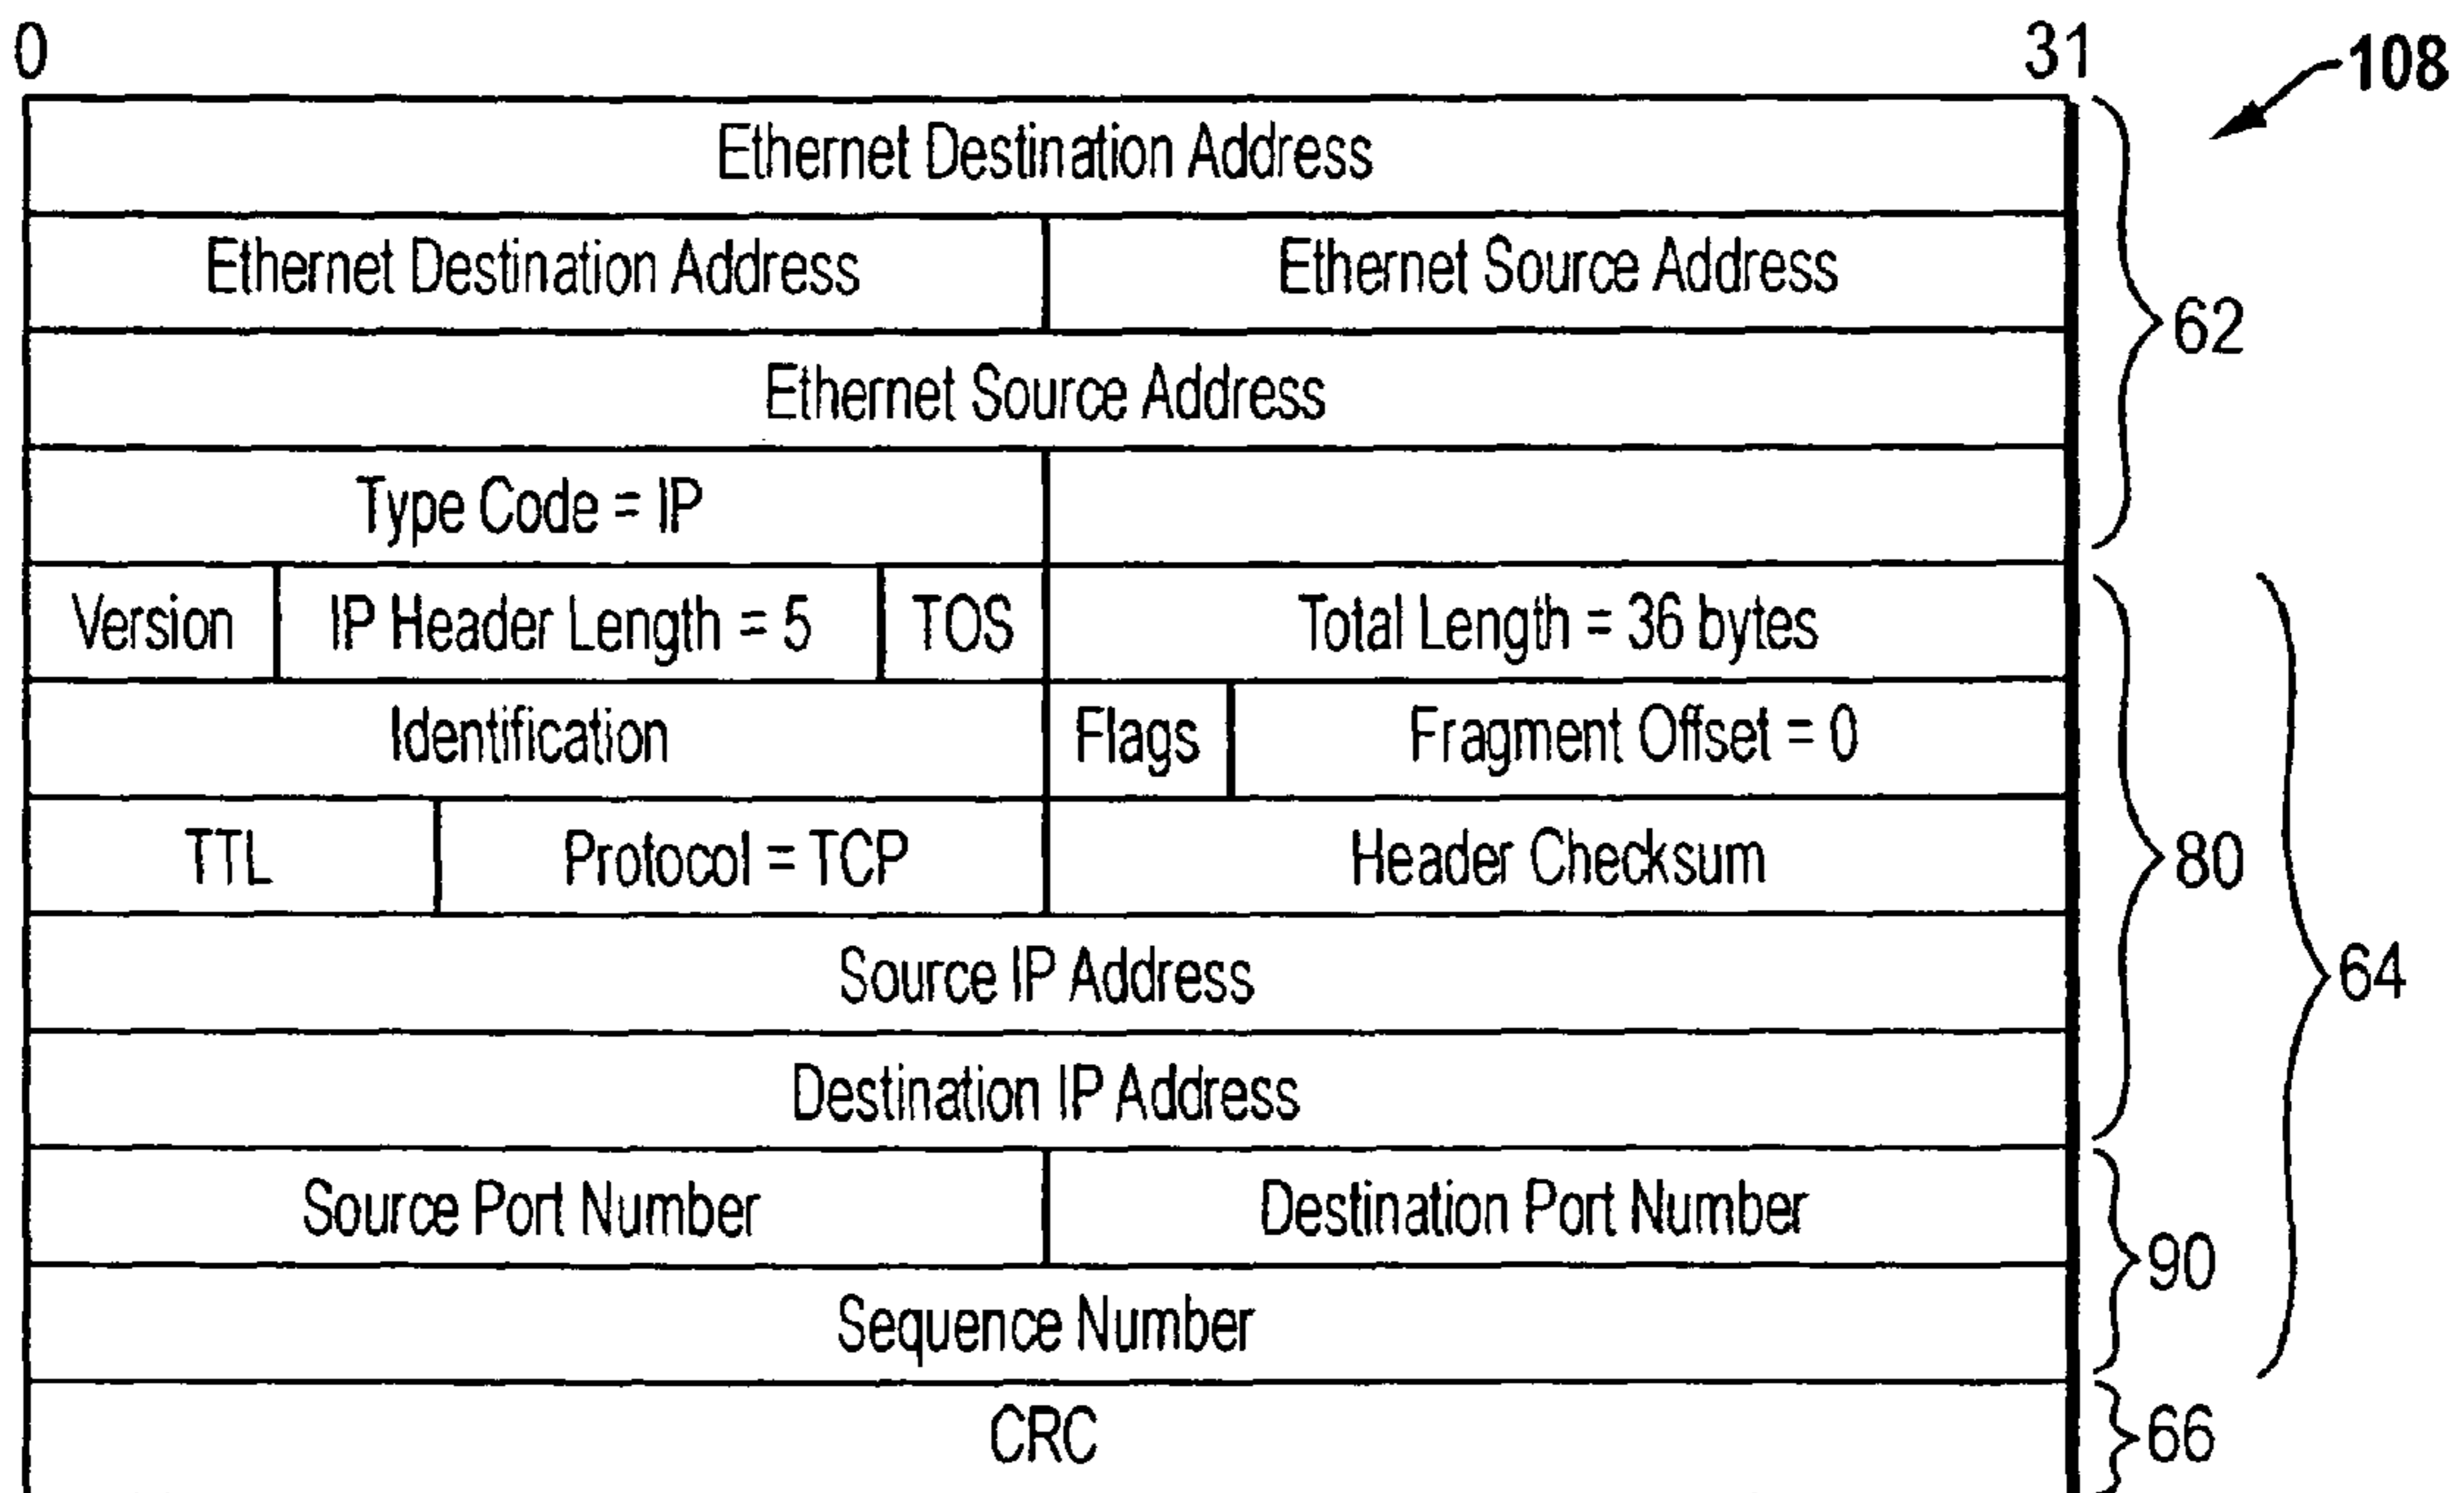 0 31
108
Ethernet Destination Address
Ethernet Destination Address Ethernet Source Address
62
Ethernet Source Address
Type Code = IP
Version IP Header Length = 5 TOS Total Length = 36 bytes
Identification Flags Fragment Offset = 0
TTL Protocol = TCP Header Checksum
80
Source IP Address
64
Destination IP Address
Source Port Number Destination Port Number
90
Sequence Number
CRC
66